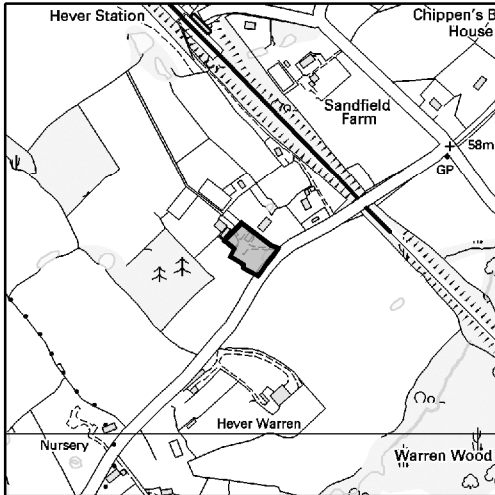 Hever Station
Chippen's B
House
Sandfield
Farm
58m
GP
Hever Warren
Nursery
Warren Wood